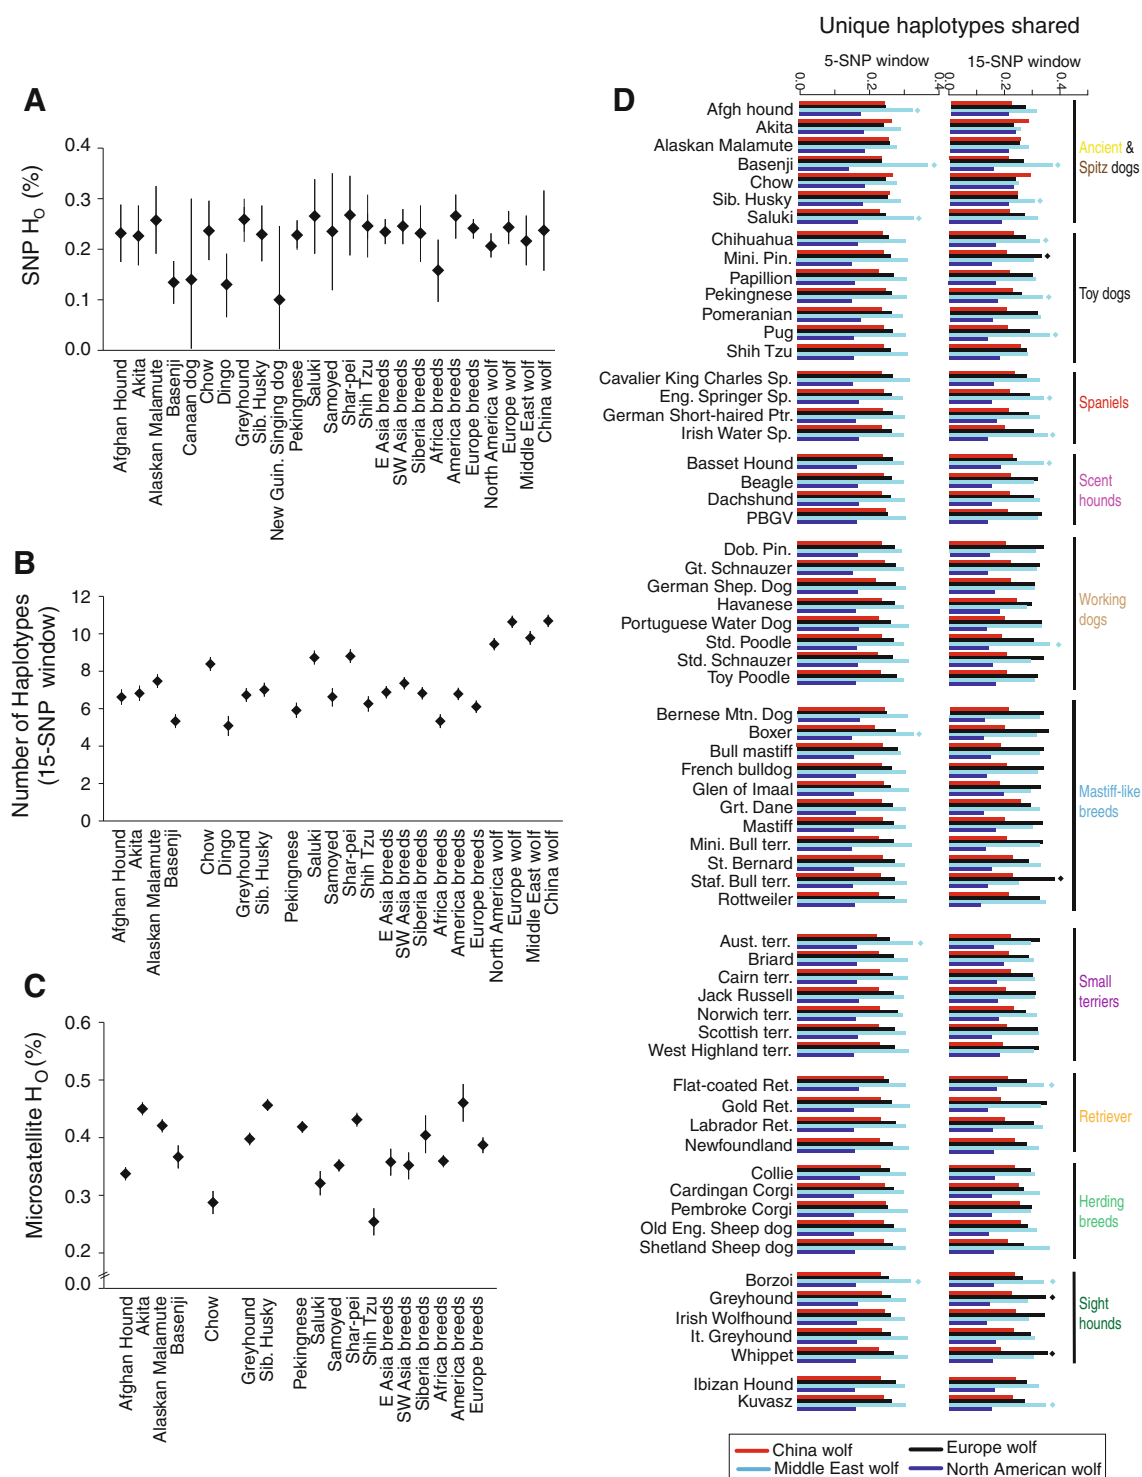 A
SNP HO (%)
0.4
0.3
0.2
0.1
0.0
Afghan Hound
Akita
Alaskan Malamute
Basenji
Canaan dog
Chow
Dingo
Greyhound
Sib. Husky
New Guin. Singing dog
Pekingnese
Saluki
Samoyed
Shar-pei
Shih Tzu
E Asia breeds
SW Asia breeds
Siberia breeds
Africa breeds
America breeds
Europe breeds
North America wolf
Europe wolf
Middle East wolf
China wolf
B
Number of Haplotypes
(15-SNP window)
12
10
8
6
4
2
0
Afghan Hound
Akita
Alaskan Malamute
Basenji
Chow
Dingo
Greyhound
Sib. Husky
Pekingnese
Saluki
Samoyed
Shar-pei
Shih Tzu
E Asia breeds
SW Asia breeds
Siberia breeds
Africa breeds
America breeds
Europe breeds
North America wolf
Europe wolf
Middle East wolf
China wolf
C
Microsatellite HO (%)
0.6
0.5
0.4
0.3
0.2
0.0
Afghan Hound
Akita
Alaskan Malamute
Basenji
Chow
Greyhound
Sib. Husky
Pekingnese
Saluki
Samoyed
Shar-pei
Shih Tzu
E Asia breeds
SW Asia breeds
Siberia breeds
Africa breeds
America breeds
Europe breeds
D
Unique haplotypes shared
5-SNP window 15-SNP window
0.0 0.2 0.4 0.0 0.2 0.4
Afgh hound
Akita
Alaskan Malamute
Basenji
Chow
Sib. Husky
Saluki
Ancient &
Spitz dogs
Chihuahua
Mini. Pin.
Papillion
Pekingnese
Pomeranian
Pug
Shih Tzu
Toy dogs
Cavalier King Charles Sp.
Eng. Springer Sp.
German Short-haired Ptr.
Irish Water Sp.
Spaniels
Basset Hound
Beagle
Dachshund
PBGV
Scent
hounds
Dob. Pin.
Gt. Schnauzer
German Shep. Dog
Havanese
Portuguese Water Dog
Std. Poodle
Std. Schnauzer
Toy Poodle
Working
dogs
Bernese Mtn. Dog
Boxer
Bull mastiff
French bulldog
Glen of Imaal
Grt. Dane
Mastiff
Mini. Bull terr.
St. Bernard
Staf. Bull terr.
Rottweiler
Mastiff-like
breeds
Aust. terr.
Briard
Cairn terr.
Jack Russell
Norwich terr.
Scottish terr.
West Highland terr.
Small
terriers
Flat-coated Ret.
Gold Ret.
Labrador Ret.
Newfoundland
Retriever
Collie
Cardingan Corgi
Pembroke Corgi
Old Eng. Sheep dog
Shetland Sheep dog
Herding
breeds
Borzoi
Greyhound
Irish Wolfhound
It. Greyhound
Whippet
Sight
hounds
Ibizan Hound
Kuvasz
China wolf Europe wolf
Middle East wolf North American wolf